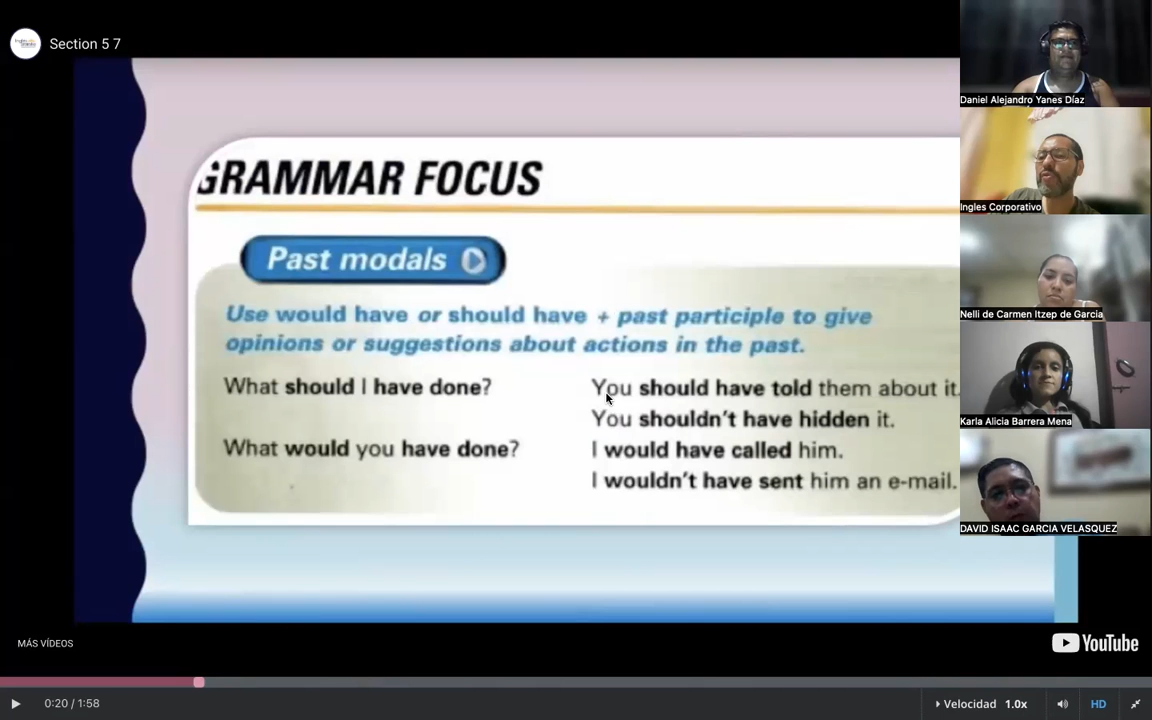 Section 5 7
GRAMMAR FOCUS
Past modals
Use would have or should have + past participle to give
opinions or suggestions about actions in the past.
What should I have done?
You should have told them about it.
You shouldn't have hidden it.
What would you have done?
I would have called him.
I wouldn't have sent him an e-mail.
Daniel Alejandro Yanes Díaz
Ingles Corporativo
Nelli de Carmen Itzep de Garcia
Karla Alicia Barrera Mena
DAVID ISAAC GARCIA VELASQUEZ
MÁS VÍDEOS
YouTube
0:20 / 1:58
Velocidad 1.0x
HD